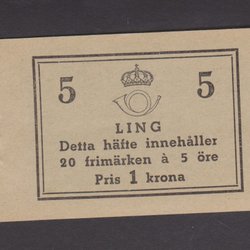 5 5
LING
Detta häfte innehåller
20 frimärken à 5 öre
Pris 1 krona